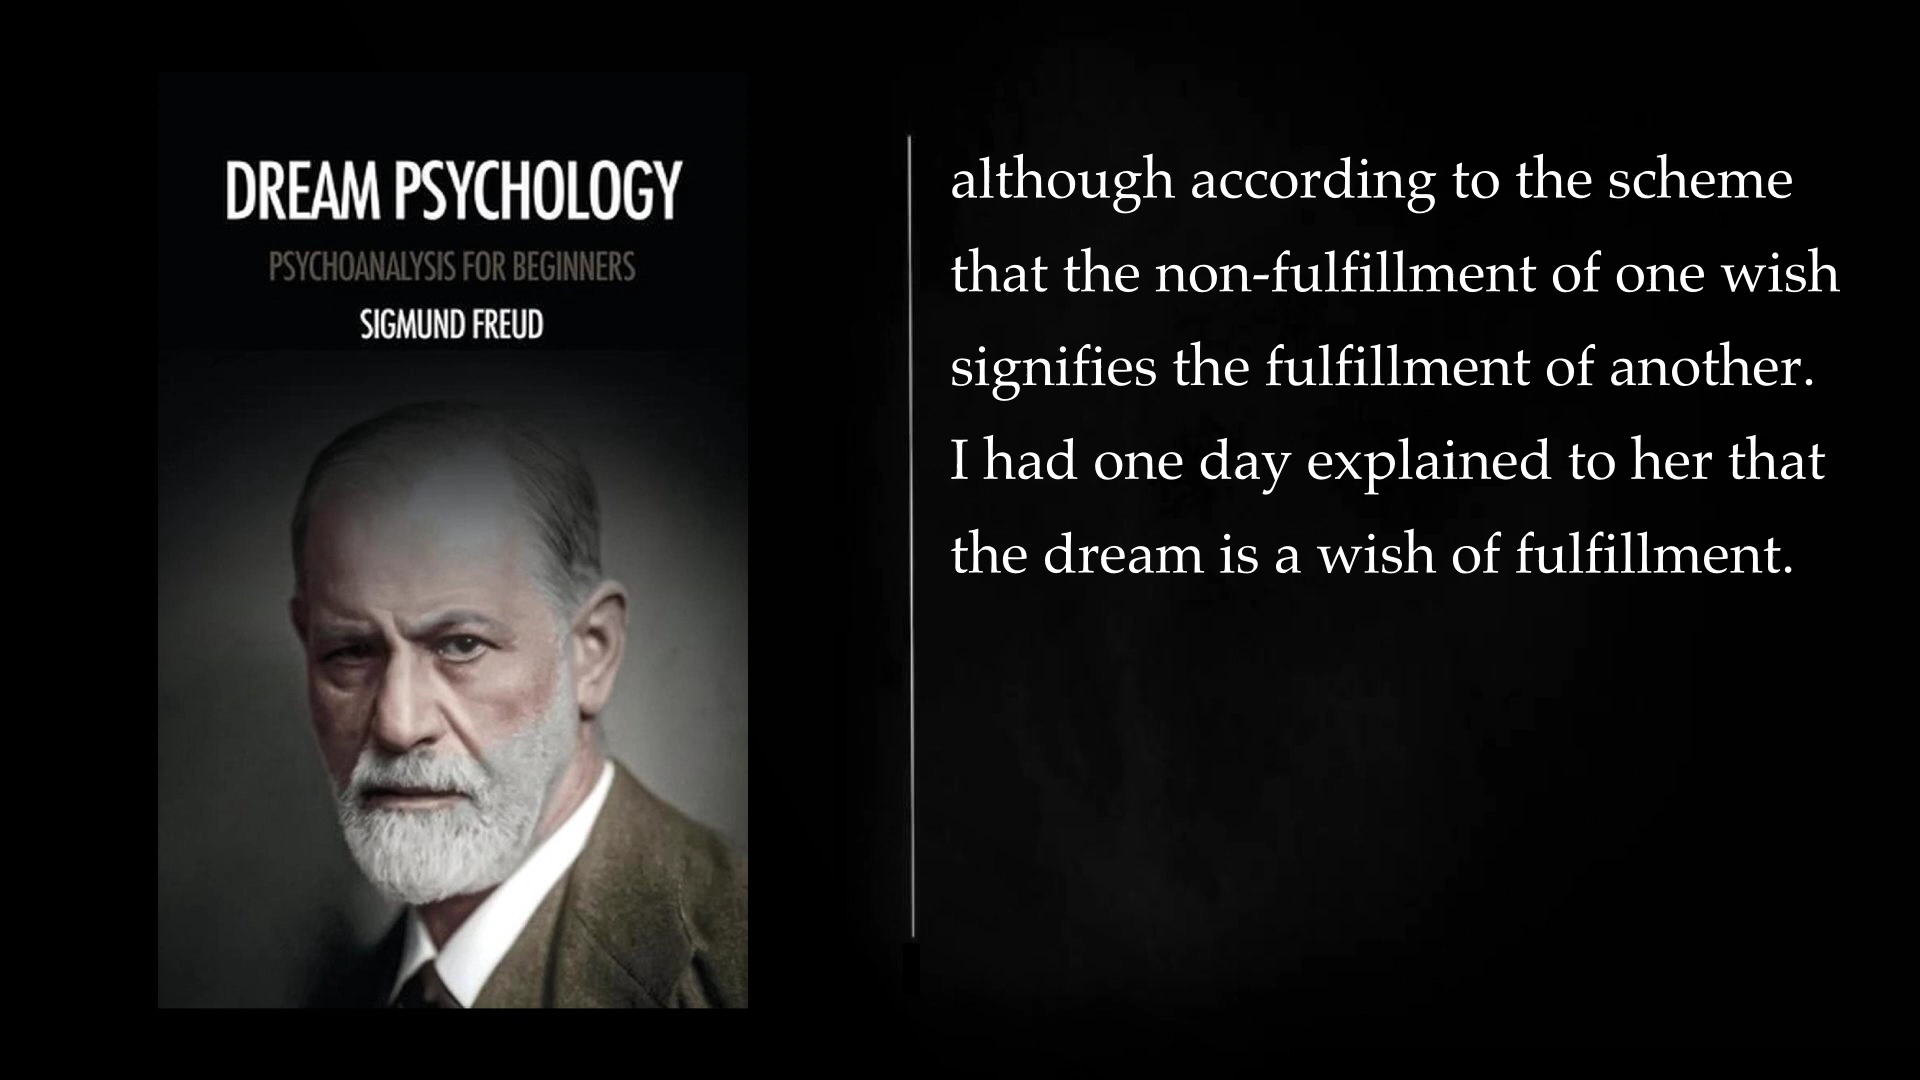 DREAM PSYCHOLOGY
PSYCHOANALYSIS FOR BEGINNERS
SIGMUND FREUD
although according to the scheme
that the non-fulfillment of one wish
signifies the fulfillment of another.
I had one day explained to her that
the dream is a wish of fulfillment.